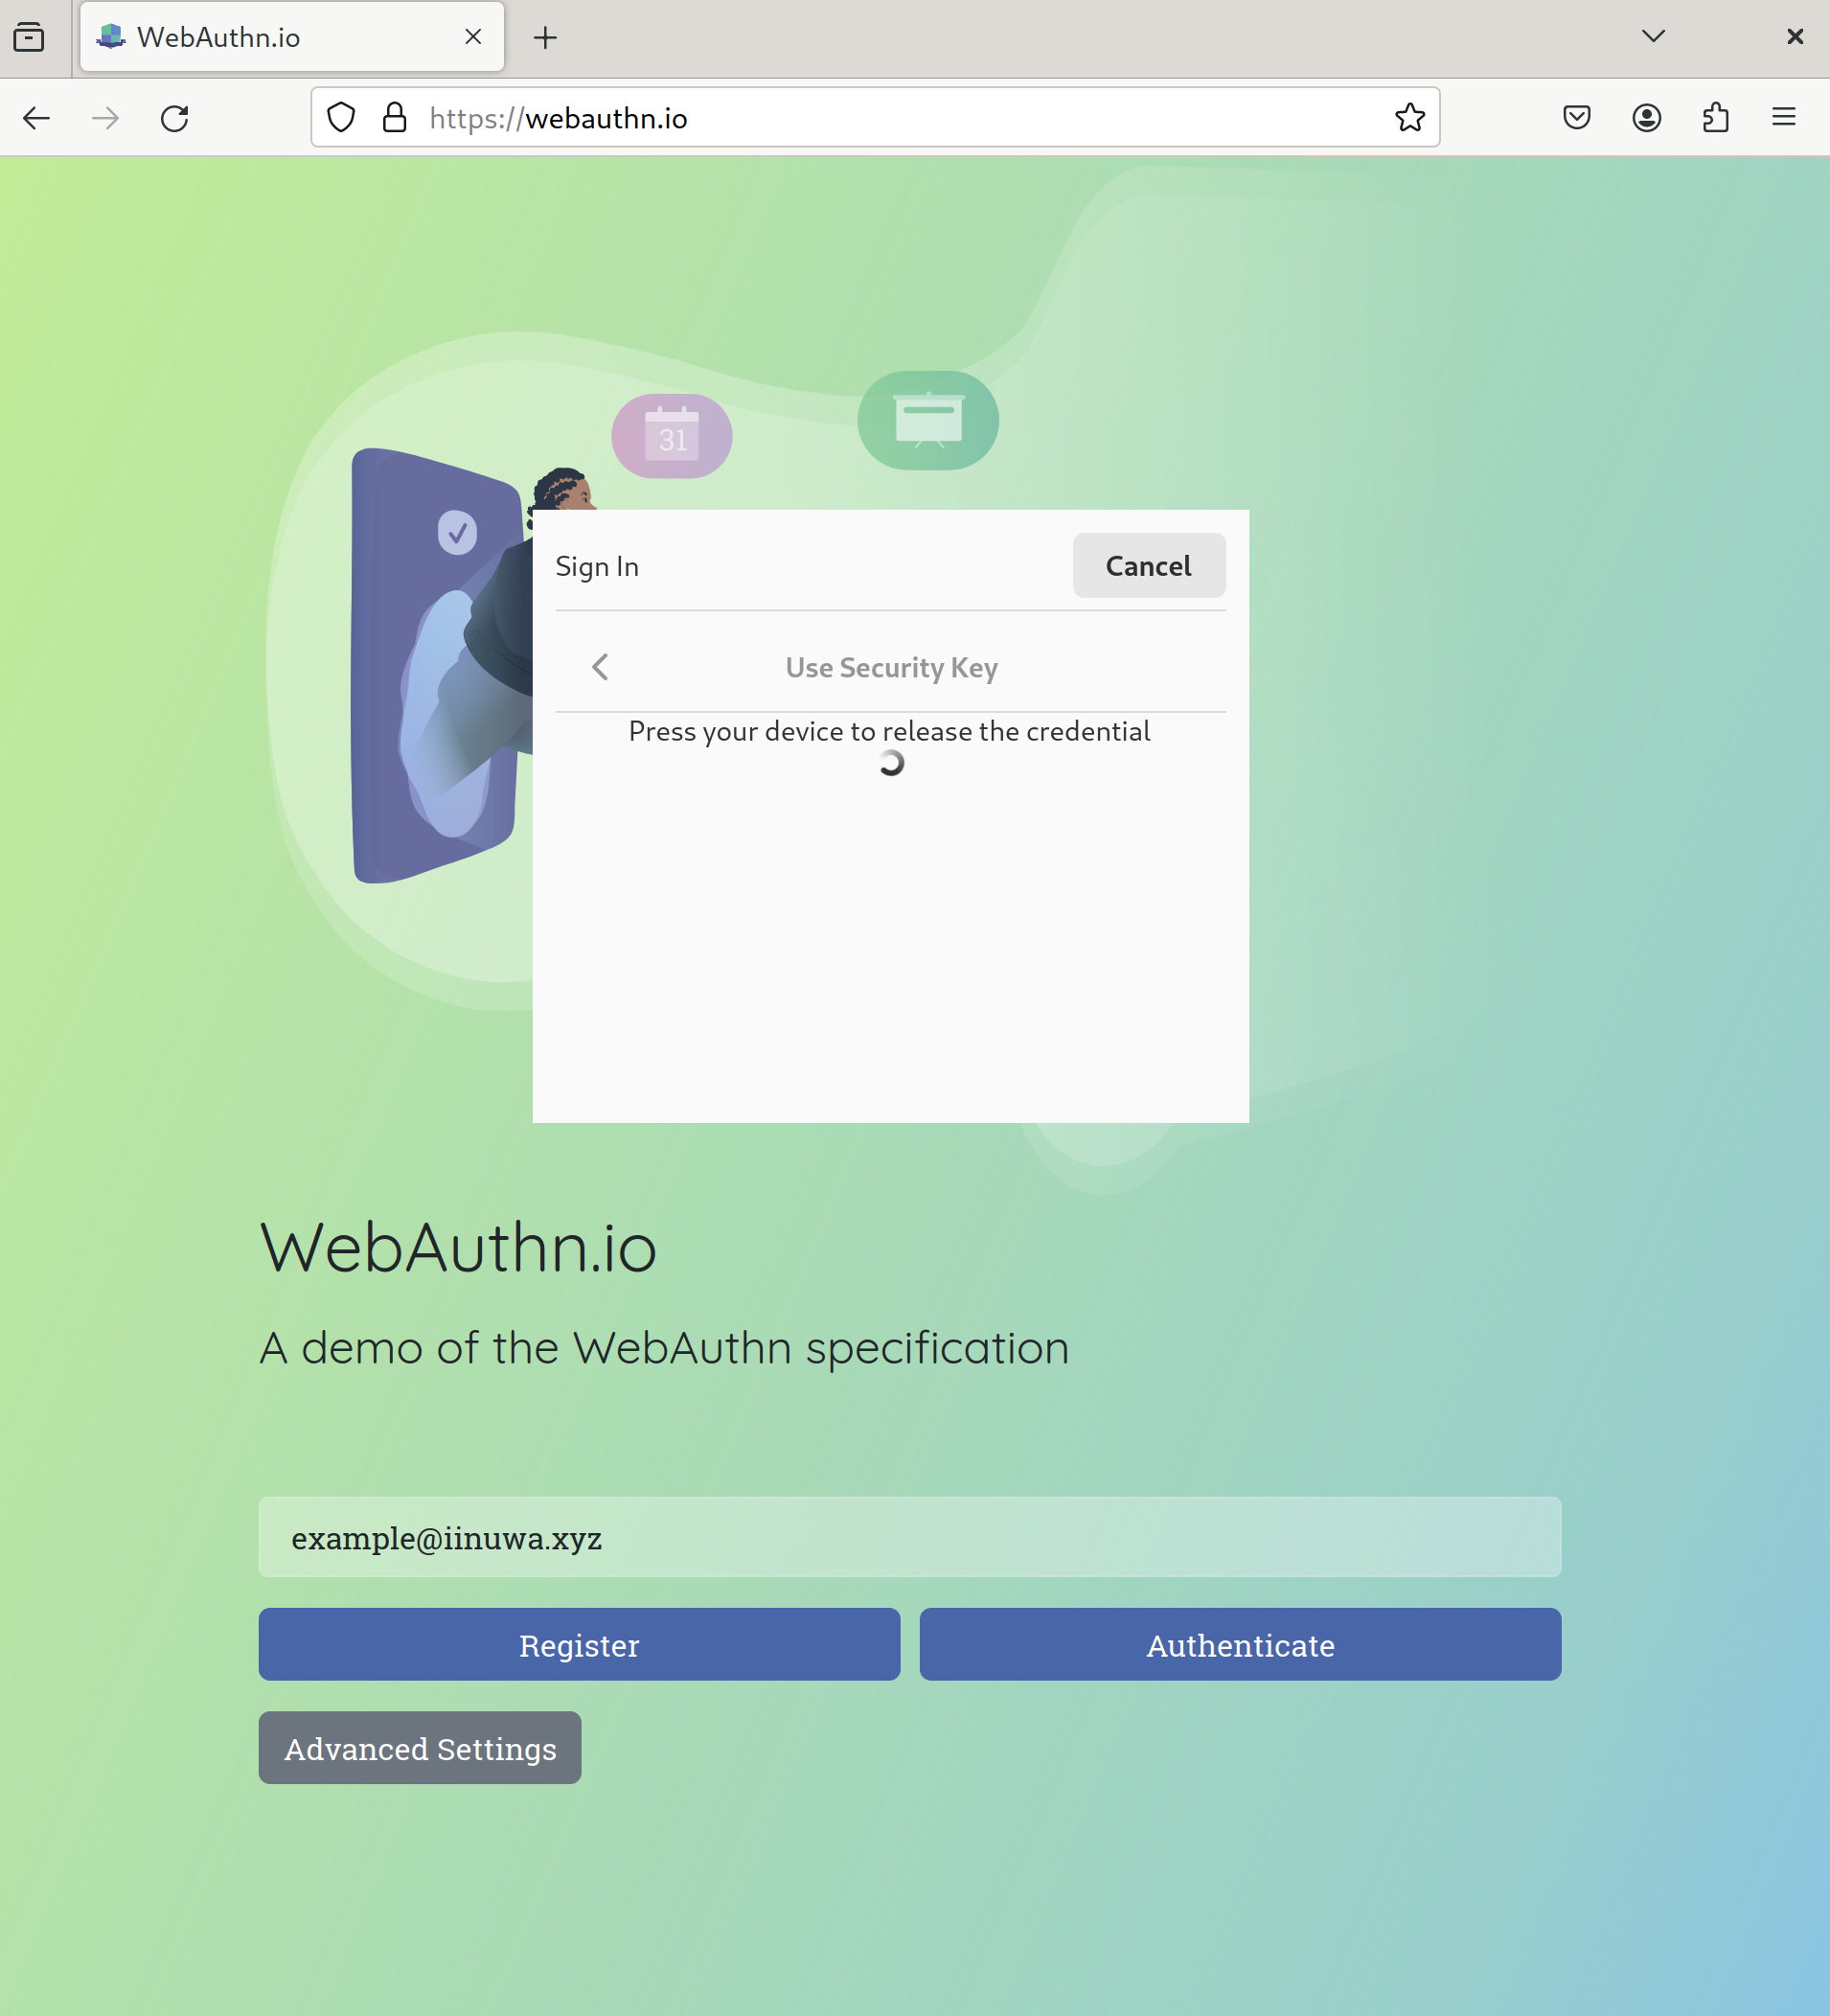 WebAuthn.io
https://webauthn.io
31
Sign In
Cancel
Use Security Key
Press your device to release the credential
WebAuthn.io
A demo of the WebAuthn specification
example@iinuwa.xyz
Register
Authenticate
Advanced Settings